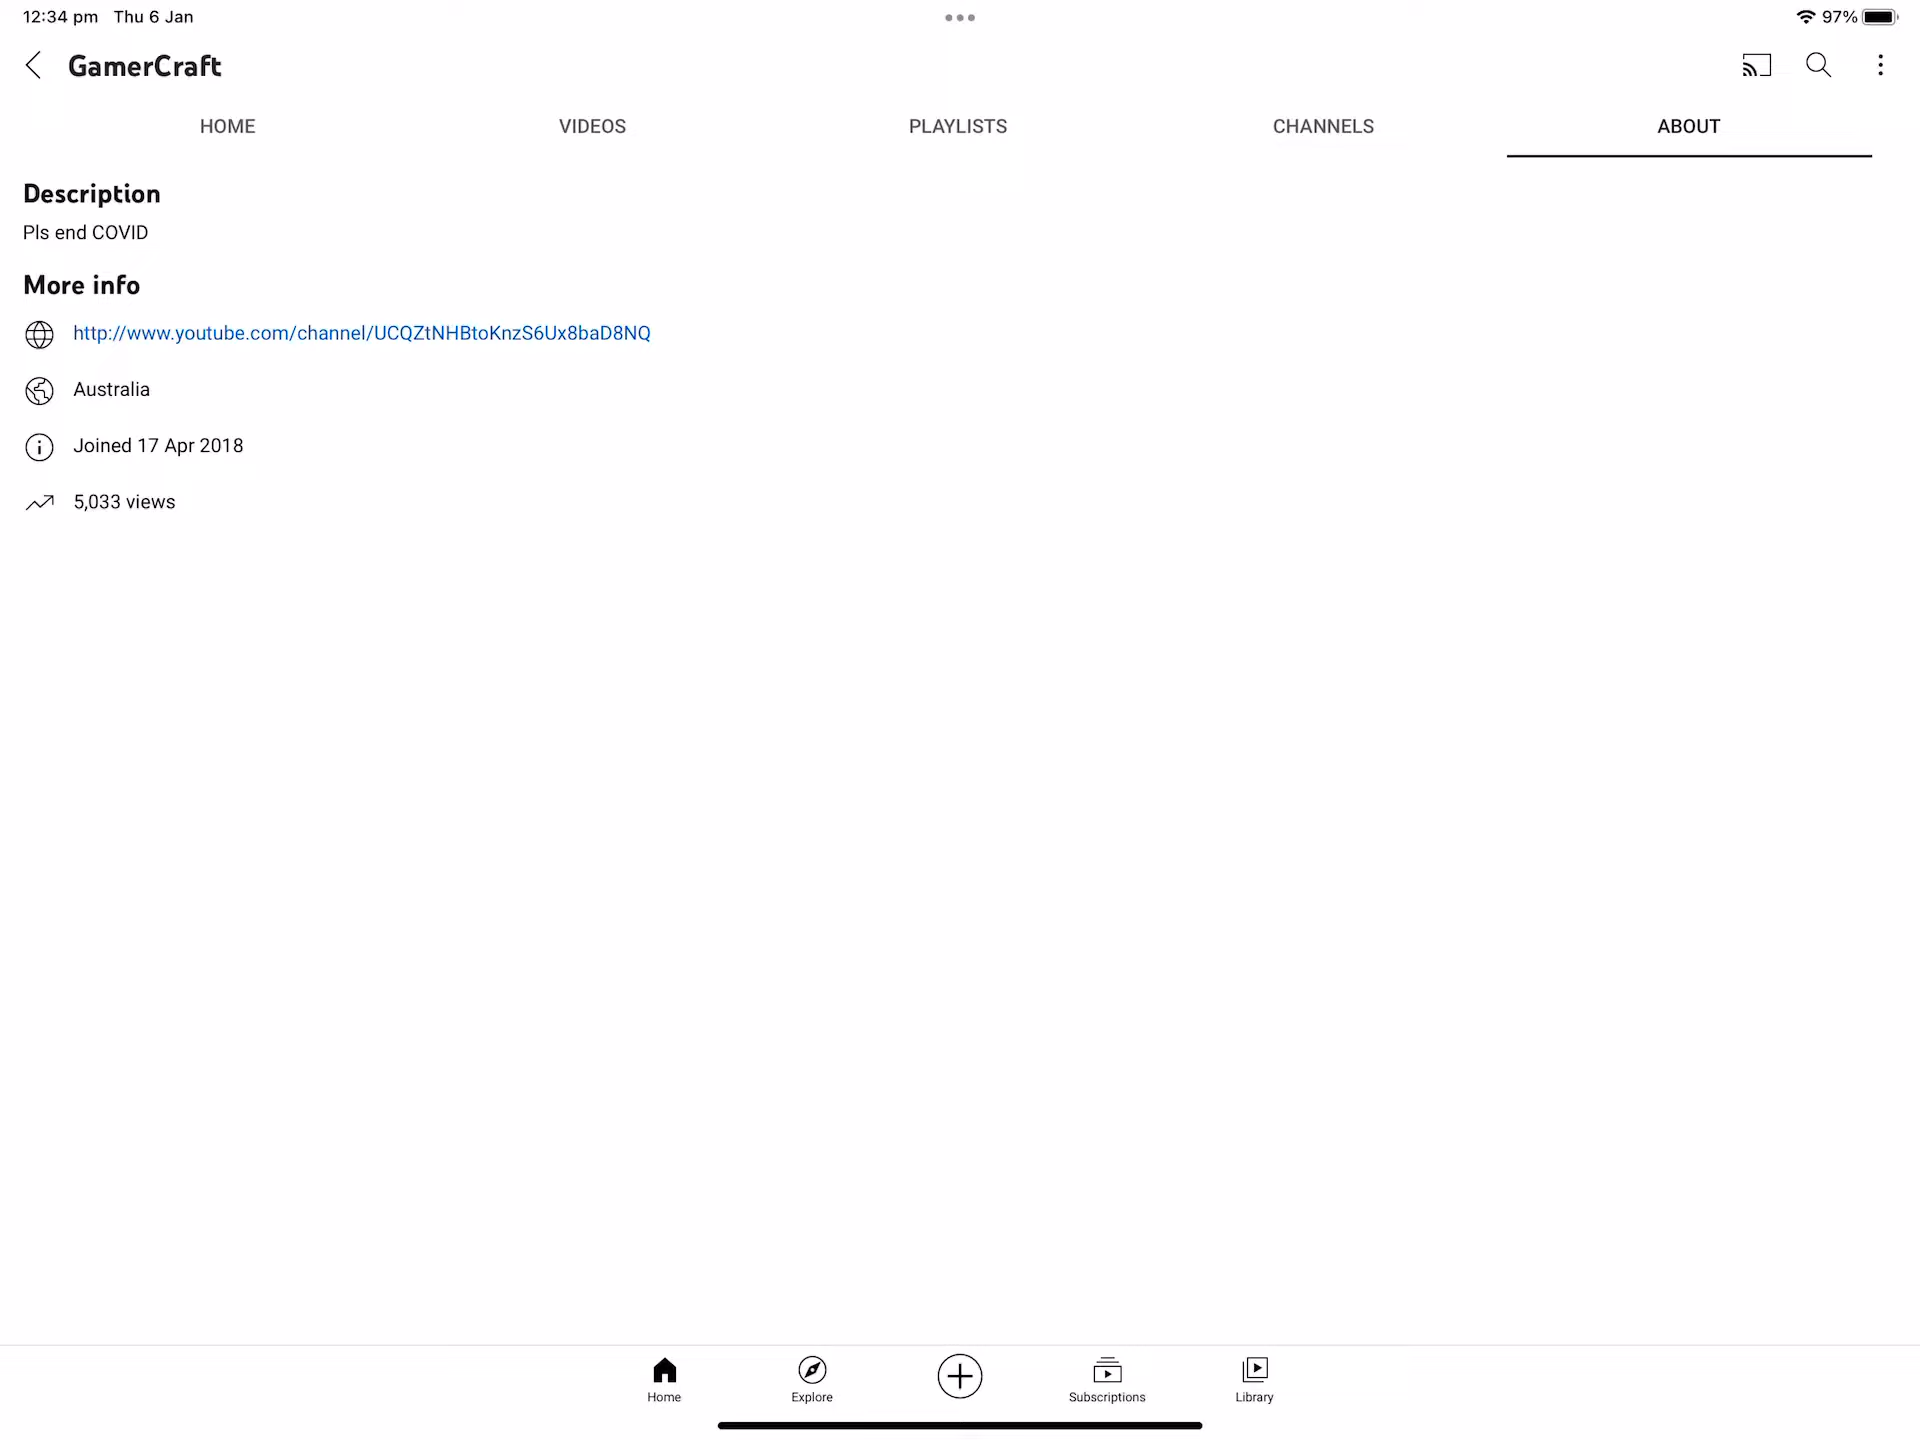 12:34 pm Thu 6 Jan
97%
GamerCraft
HOME VIDEOS PLAYLISTS CHANNELS ABOUT
Description
Pls end COVID
More info
http://www.youtube.com/channel/UCQZtNHBtoKnzS6Ux8baD8NQ
Australia
Joined 17 Apr 2018
5,033 views
Home Explore Subscriptions Library